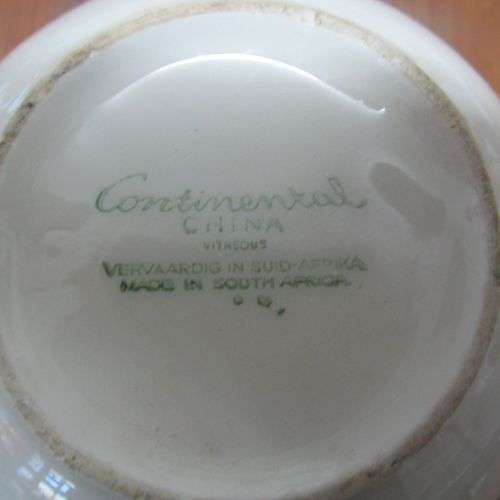 Continental
CHINA
VITREOUS
VERVAARDIG IN SUID-AFRIKA.
MADE IN SOUTH AFRICA.